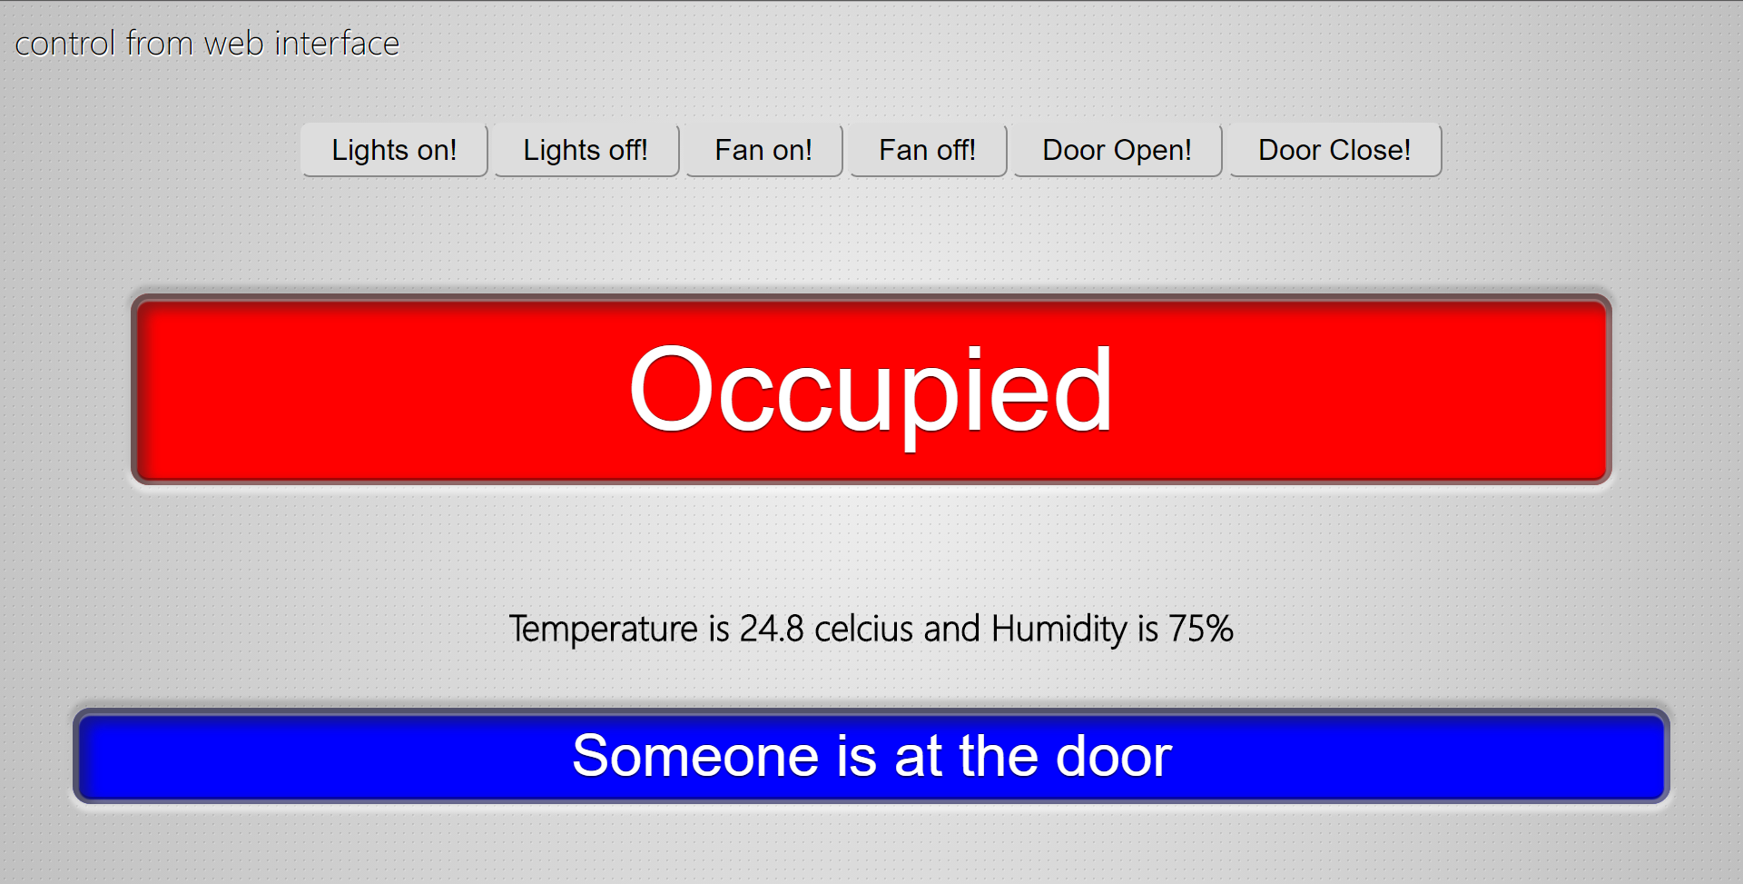 control from web interface
Lights on! Lights off! Fan on! Fan off! Door Open! Door Close!
Occupied
Temperature is 24.8 celcius and Humidity is 75%
Someone is at the door